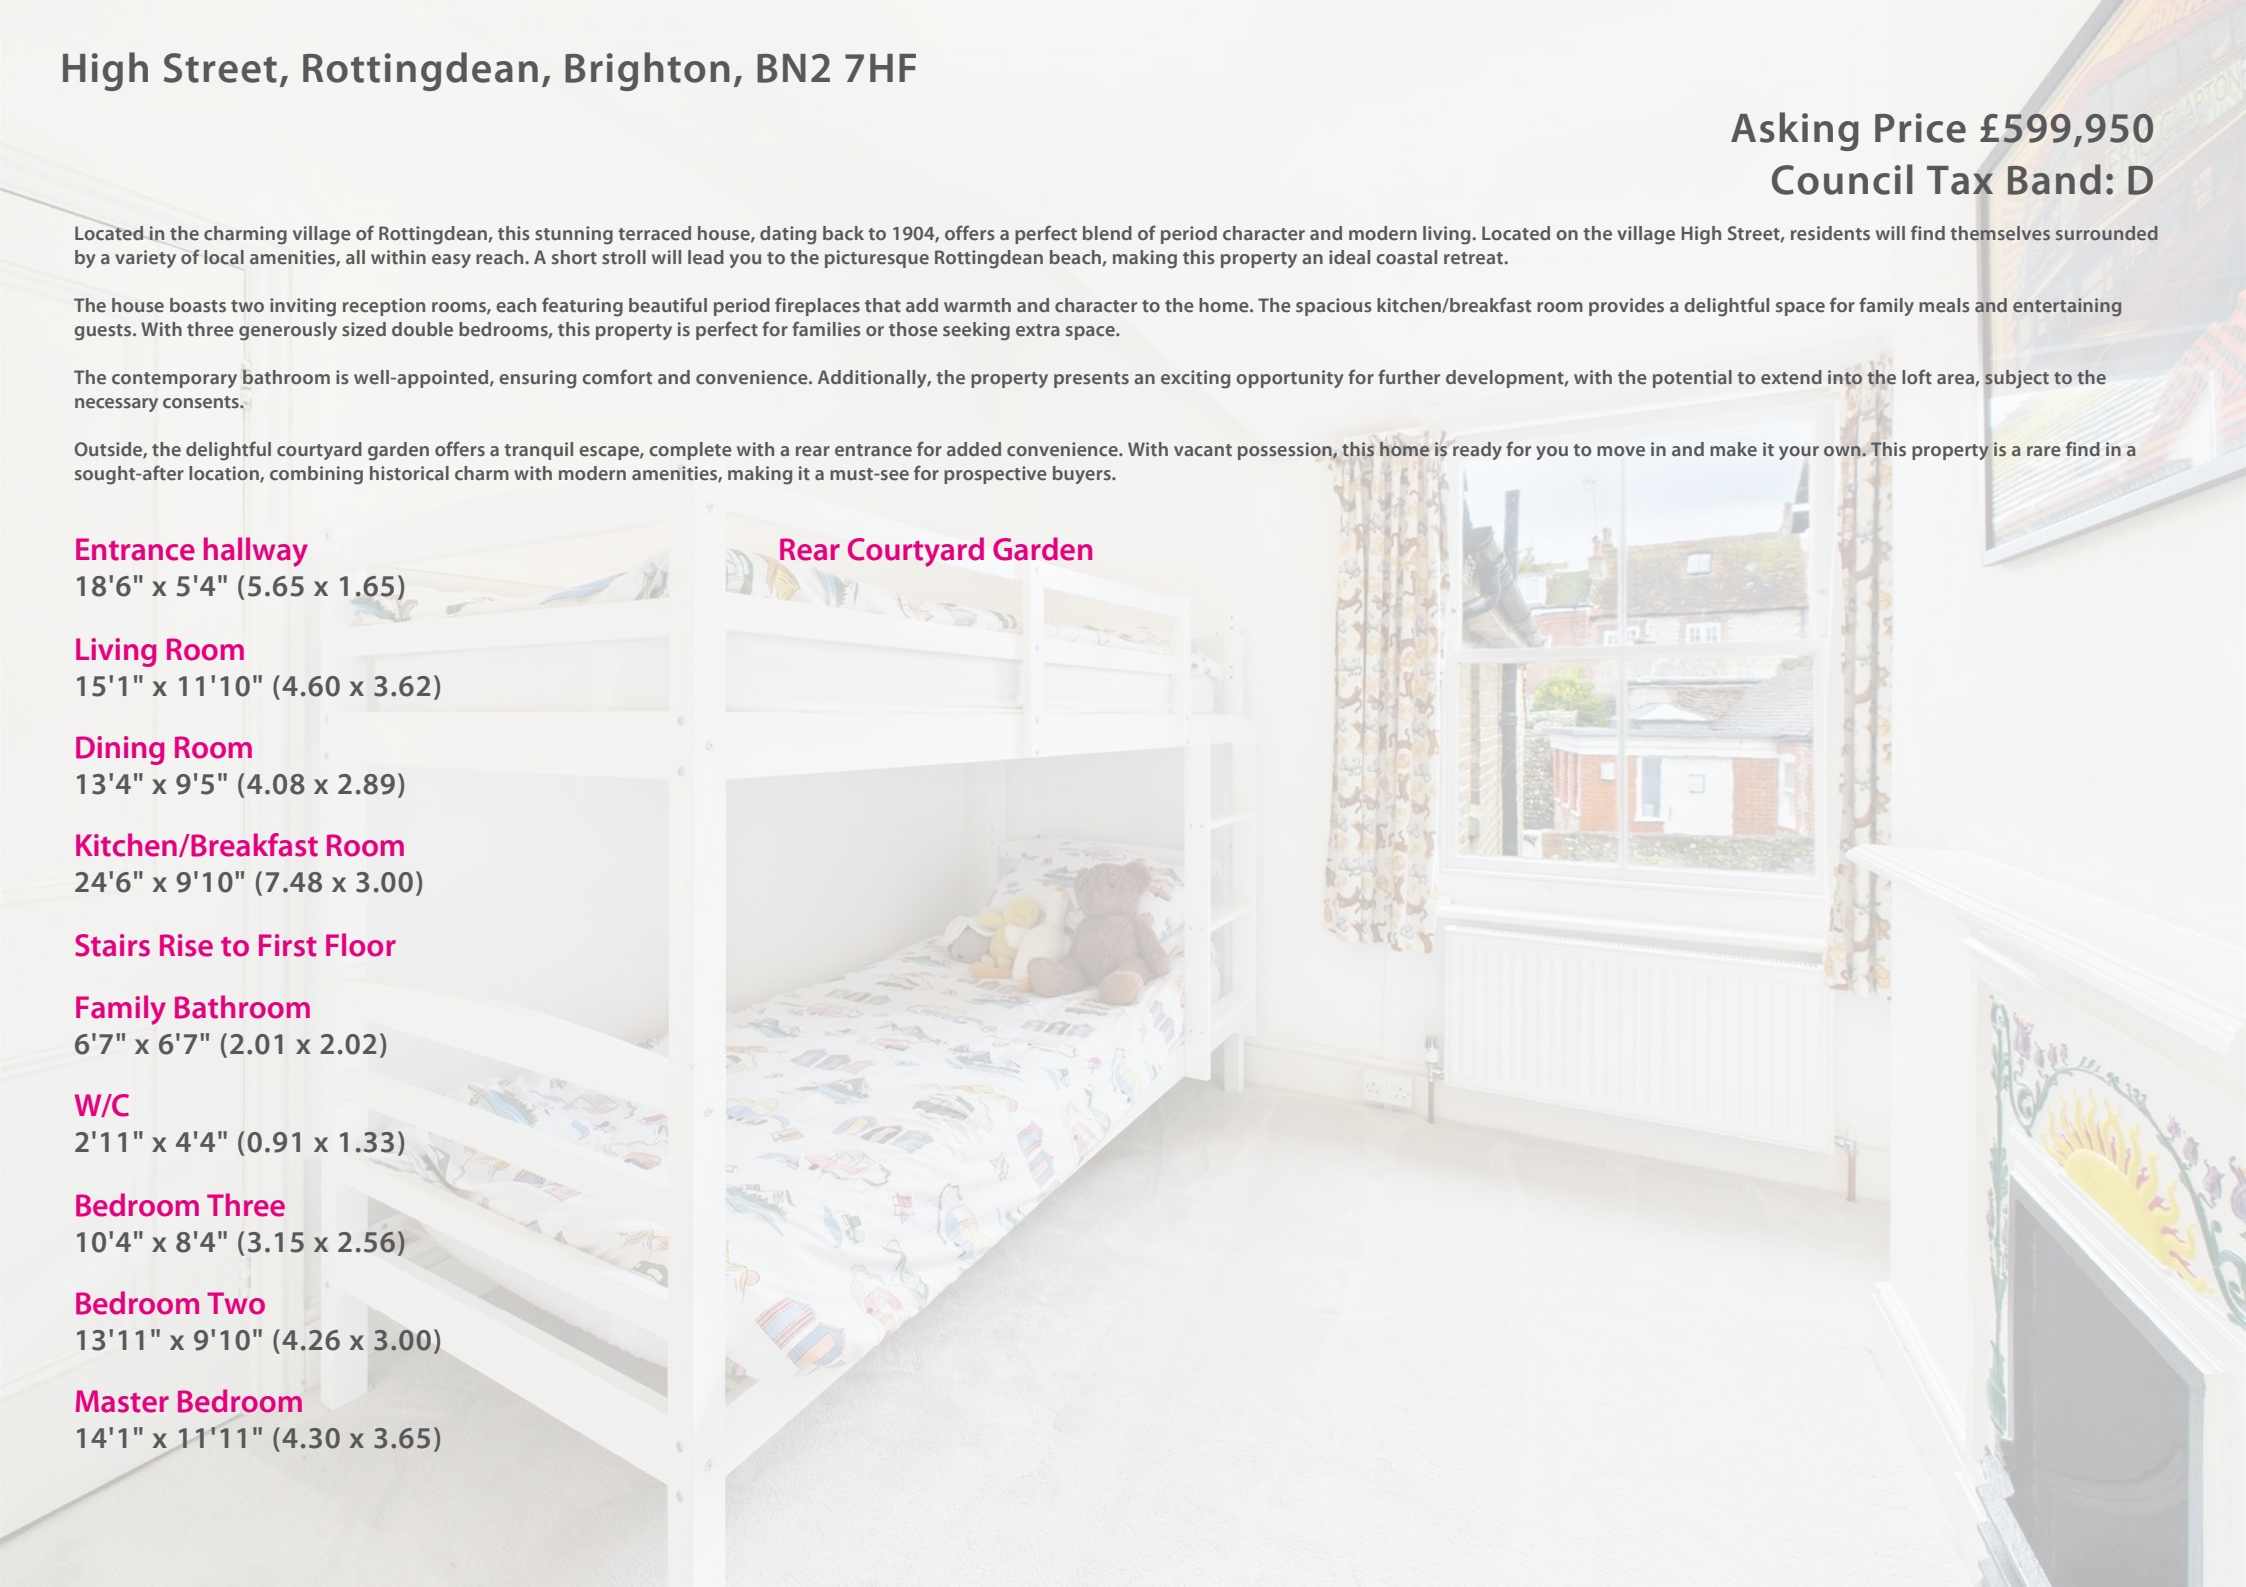 High Street, Rottingdean, Brighton, BN2 7HF
Asking Price £599,950
Council Tax Band: D
Located in the charming village of Rottingdean, this stunning terraced house, dating back to 1904, offers a perfect blend of period character and modern living. Located on the village High Street, residents will find themselves surrounded
by a variety of local amenities, all within easy reach. A short stroll will lead you to the picturesque Rottingdean beach, making this property an ideal coastal retreat.
The house boasts two inviting reception rooms, each featuring beautiful period fireplaces that add warmth and character to the home. The spacious kitchen/breakfast room provides a delightful space for family meals and entertaining
guests. With three generously sized double bedrooms, this property is perfect for families or those seeking extra space.
The contemporary bathroom is well-appointed, ensuring comfort and convenience. Additionally, the property presents an exciting opportunity for further development, with the potential to extend into the loft area, subject to the
necessary consents.
Outside, the delightful courtyard garden offers a tranquil escape, complete with a rear entrance for added convenience. With vacant possession, this home is ready for you to move in and make it your own. This property is a rare find in a
sought-after location, combining historical charm with modern amenities, making it a must-see for prospective buyers.
Entrance hallway
18'6" x 5'4" (5.65 x 1.65)
Living Room
15'1" x 11'10" (4.60 x 3.62)
Dining Room
13'4" x 9'5" (4.08 x 2.89)
Kitchen/Breakfast Room
24'6" x 9'10" (7.48 x 3.00)
Stairs Rise to First Floor
Family Bathroom
6'7" x 6'7" (2.01 x 2.02)
W/C
2'11" x 4'4" (0.91 x 1.33)
Bedroom Three
10'4" x 8'4" (3.15 x 2.56)
Bedroom Two
13'11" x 9'10" (4.26 x 3.00)
Master Bedroom
14'1" x 11'11" (4.30 x 3.65)
Rear Courtyard Garden